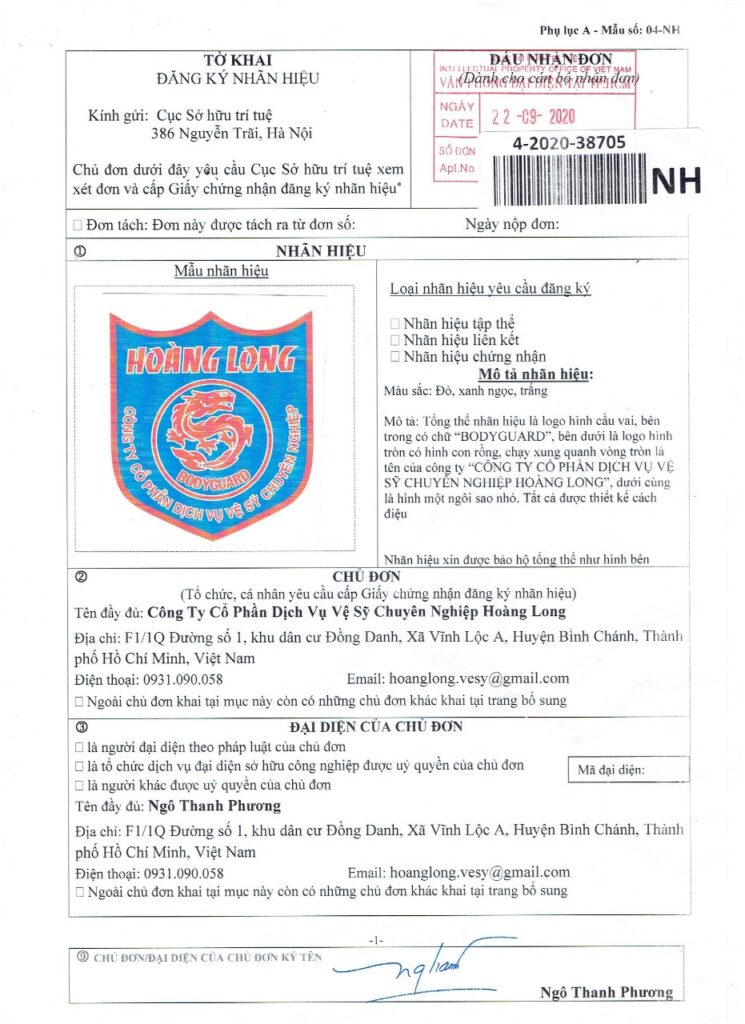 Phụ lục A - Mẫu số: 04-NH
TỜ KHAI
ĐĂNG KÝ NHÃN HIỆU
Kính gửi: Cục Sở hữu trí tuệ
386 Nguyễn Trãi, Hà Nội
Chủ đơn dưới đây yêu cầu Cục Sở hữu trí tuệ xem
xét đơn và cấp Giấy chứng nhận đăng ký nhãn hiệu*
DẤU NHẬN ĐƠN
(Dành cho cán bộ nhận đơn)
INTELLECTUAL PROPERTY OFFICE OF VIET NAM
VĂN PHÒNG ĐẠI DIỆN TẠI TP.HCM
NGÀY
DATE
22 -09- 2020
SỐ ĐƠN
Apl.No
4-2020-38705
NH
□ Đơn tách: Đơn này được tách ra từ đơn số: Ngày nộp đơn:
① NHÃN HIỆU
Mẫu nhãn hiệu
HOÀNG LONG
BODYGUARD
CÔNG TY CỔ PHẦN DỊCH VỤ VỆ SỸ CHUYÊN NGHIỆP
Loại nhãn hiệu yêu cầu đăng ký
□ Nhãn hiệu tập thể
□ Nhãn hiệu liên kết
□ Nhãn hiệu chứng nhận
Mô tả nhãn hiệu:
Màu sắc: Đỏ, xanh ngọc, trắng
Mô tả: Tổng thể nhãn hiệu là logo hình cầu vai, bên
trong có chữ “BODYGUARD”, bên dưới là logo hình
tròn có hình con rồng, chạy xung quanh vòng tròn là
tên của công ty “CÔNG TY CỔ PHẦN DỊCH VỤ VỆ
SỸ CHUYÊN NGHIỆP HOÀNG LONG”, dưới cùng
là hình một ngôi sao nhỏ. Tất cả được thiết kế cách
điệu
Nhãn hiệu xin được bảo hộ tổng thể như hình bên
② CHỦ ĐƠN
(Tổ chức, cá nhân yêu cầu cấp Giấy chứng nhận đăng ký nhãn hiệu)
Tên đầy đủ: Công Ty Cổ Phần Dịch Vụ Vệ Sỹ Chuyên Nghiệp Hoàng Long
Địa chỉ: F1/1Q Đường số 1, khu dân cư Đồng Danh, Xã Vĩnh Lộc A, Huyện Bình Chánh, Thành
phố Hồ Chí Minh, Việt Nam
Điện thoại: 0931.090.058 Email: hoanglong.vesy@gmail.com
□ Ngoài chủ đơn khai tại mục này còn có những chủ đơn khác khai tại trang bổ sung
③ ĐẠI DIỆN CỦA CHỦ ĐƠN
□ là người đại diện theo pháp luật của chủ đơn
□ là tổ chức dịch vụ đại diện sở hữu công nghiệp được uỷ quyền của chủ đơn
□ là người khác được uỷ quyền của chủ đơn
Mã đại diện:
Tên đầy đủ: Ngô Thanh Phương
Địa chỉ: F1/1Q Đường số 1, khu dân cư Đồng Danh, Xã Vĩnh Lộc A, Huyện Bình Chánh, Thành
phố Hồ Chí Minh, Việt Nam
Điện thoại: 0931.090.058 Email: hoanglong.vesy@gmail.com
□ Ngoài chủ đơn khai tại mục này còn có những chủ đơn khác khai tại trang bổ sung
-1-
⑨ CHỦ ĐƠN/ĐẠI DIỆN CỦA CHỦ ĐƠN KÝ TÊN
Ngô Thanh Phương